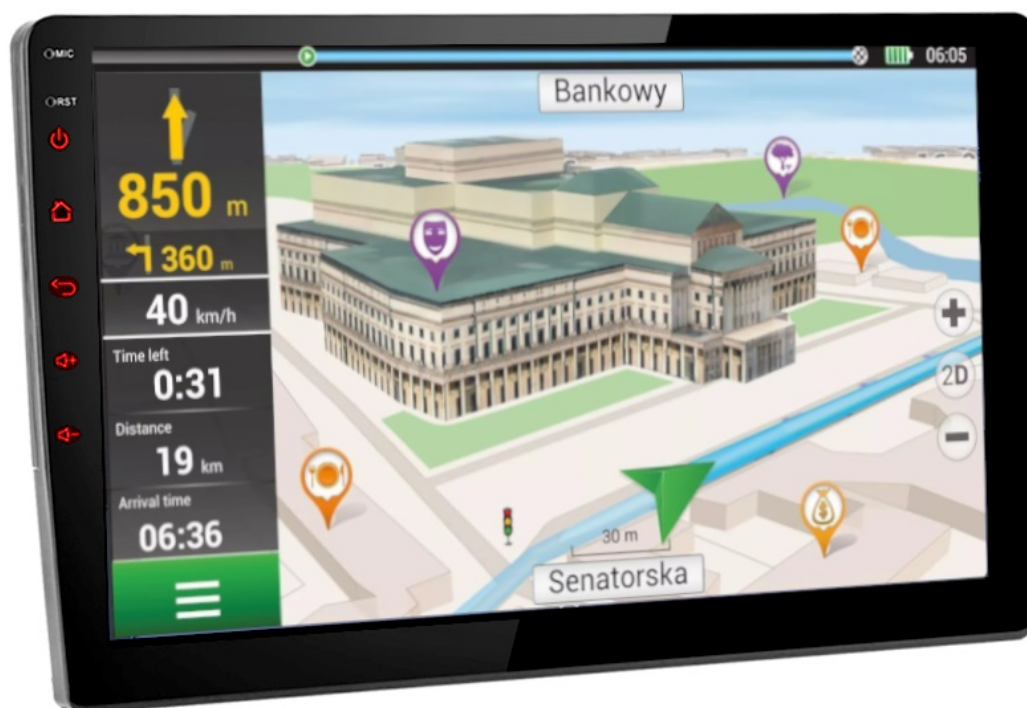 MIC
RST
06:05
Bankowy
850 m
360 m
40 km/h
Time left
0:31
Distance
19 km
Arrival time
06:36
2D
30 m
Senatorska